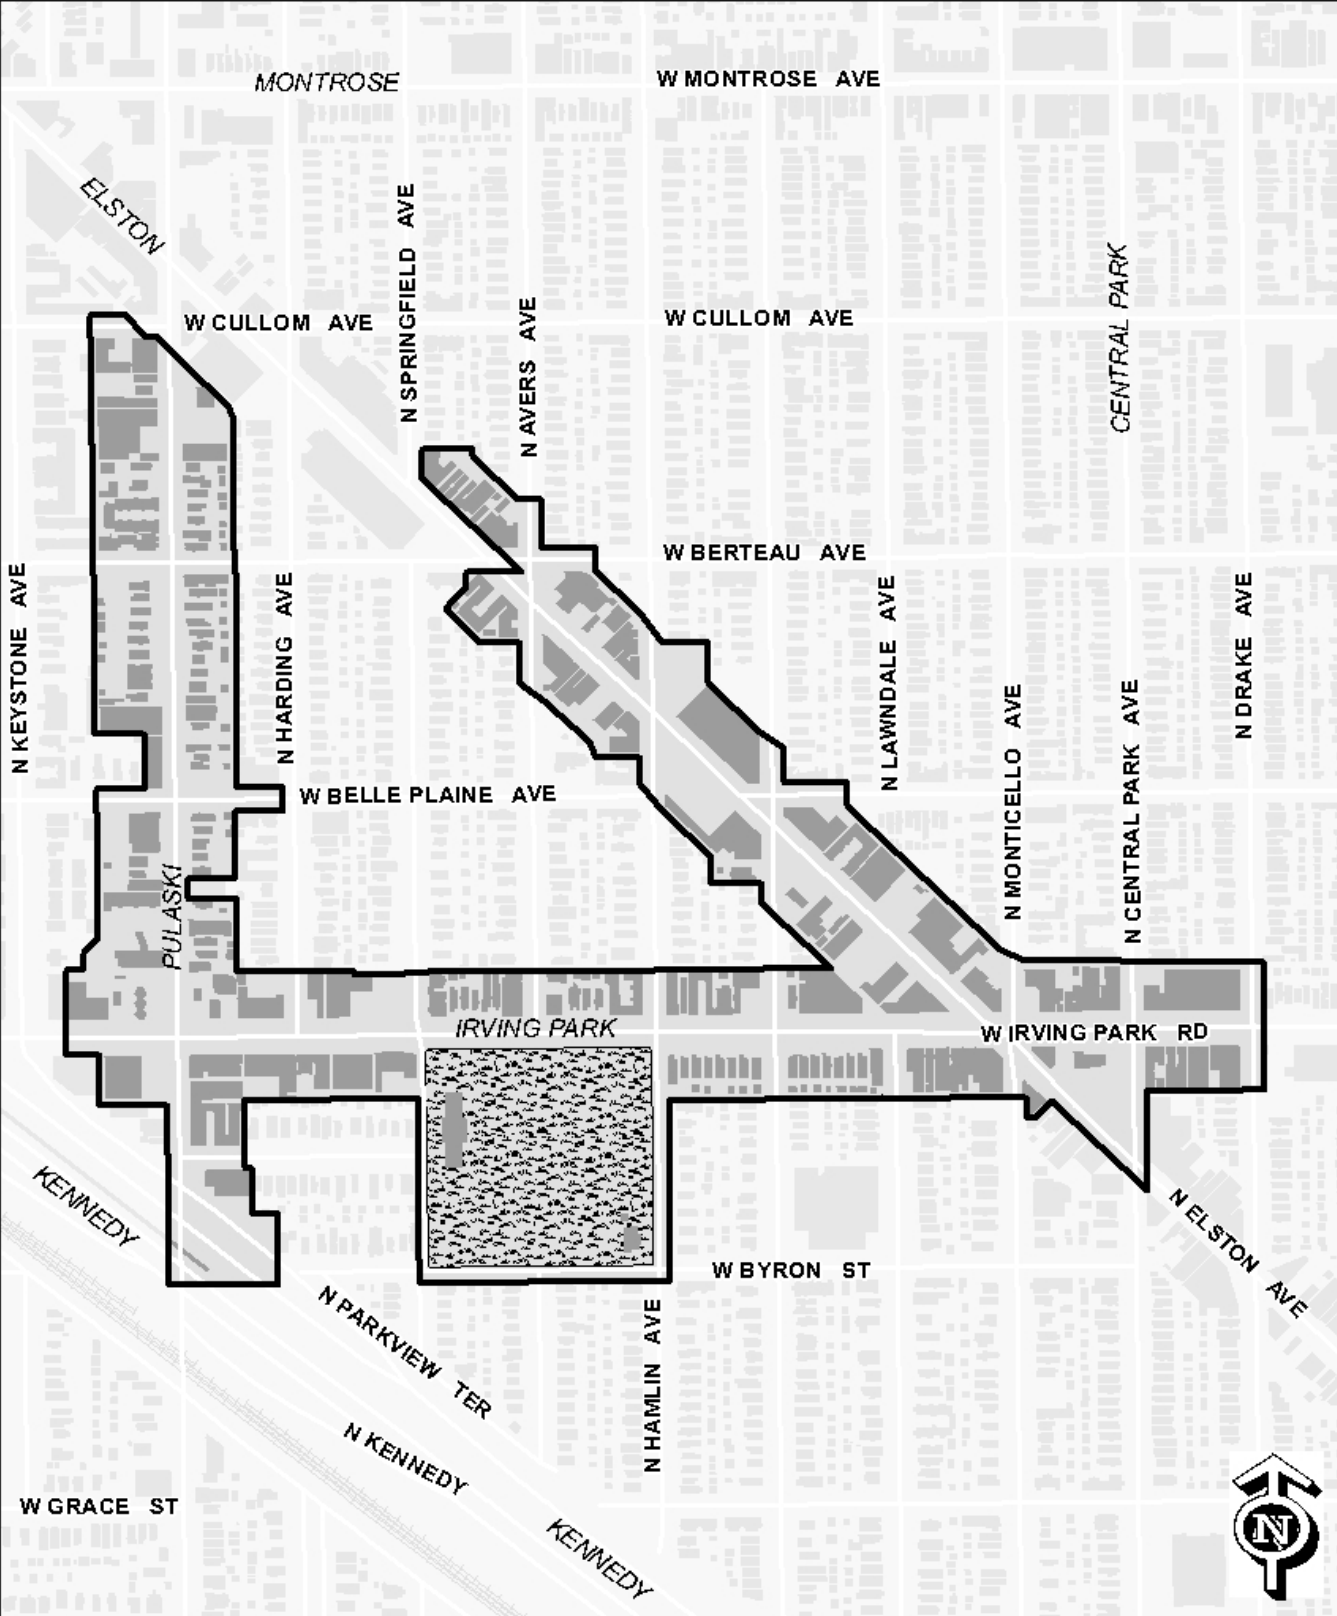 MONTROSE
W MONTROSE AVE
ELSTON
N SPRINGFIELD AVE
CENTRAL PARK
W CULLOM AVE
N AVERS AVE
W CULLOM AVE
W BERTEAU AVE
N KEYSTONE AVE
N HARDING AVE
N LAWNDALE AVE
N DRAKE AVE
N MONTICELLO AVE
N CENTRAL PARK AVE
W BELLE PLAINE AVE
PULASKI
IRVING PARK
W IRVING PARK RD
KENNEDY
N ELSTON AVE
W BYRON ST
N PARKVIEW TER
N HAMLIN AVE
N KENNEDY
W GRACE ST
KENNEDY
N